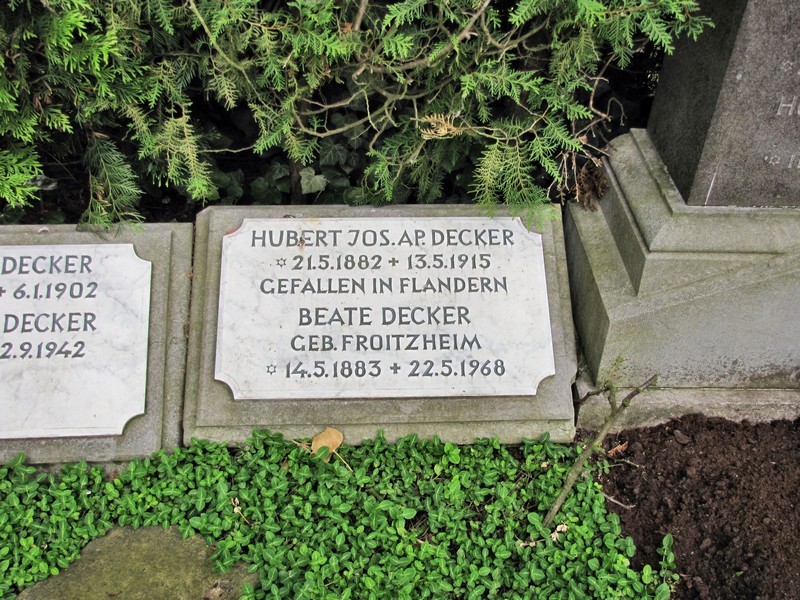 DECKER
+ 6.1.1902
DECKER
2.9.1942
HUBERT JOS. AP. DECKER
✡ 21.5.1882 + 13.5.1915
GEFALLEN IN FLANDERN
BEATE DECKER
GEB. FROITZHEIM
✡ 14.5.1883 + 22.5.1968